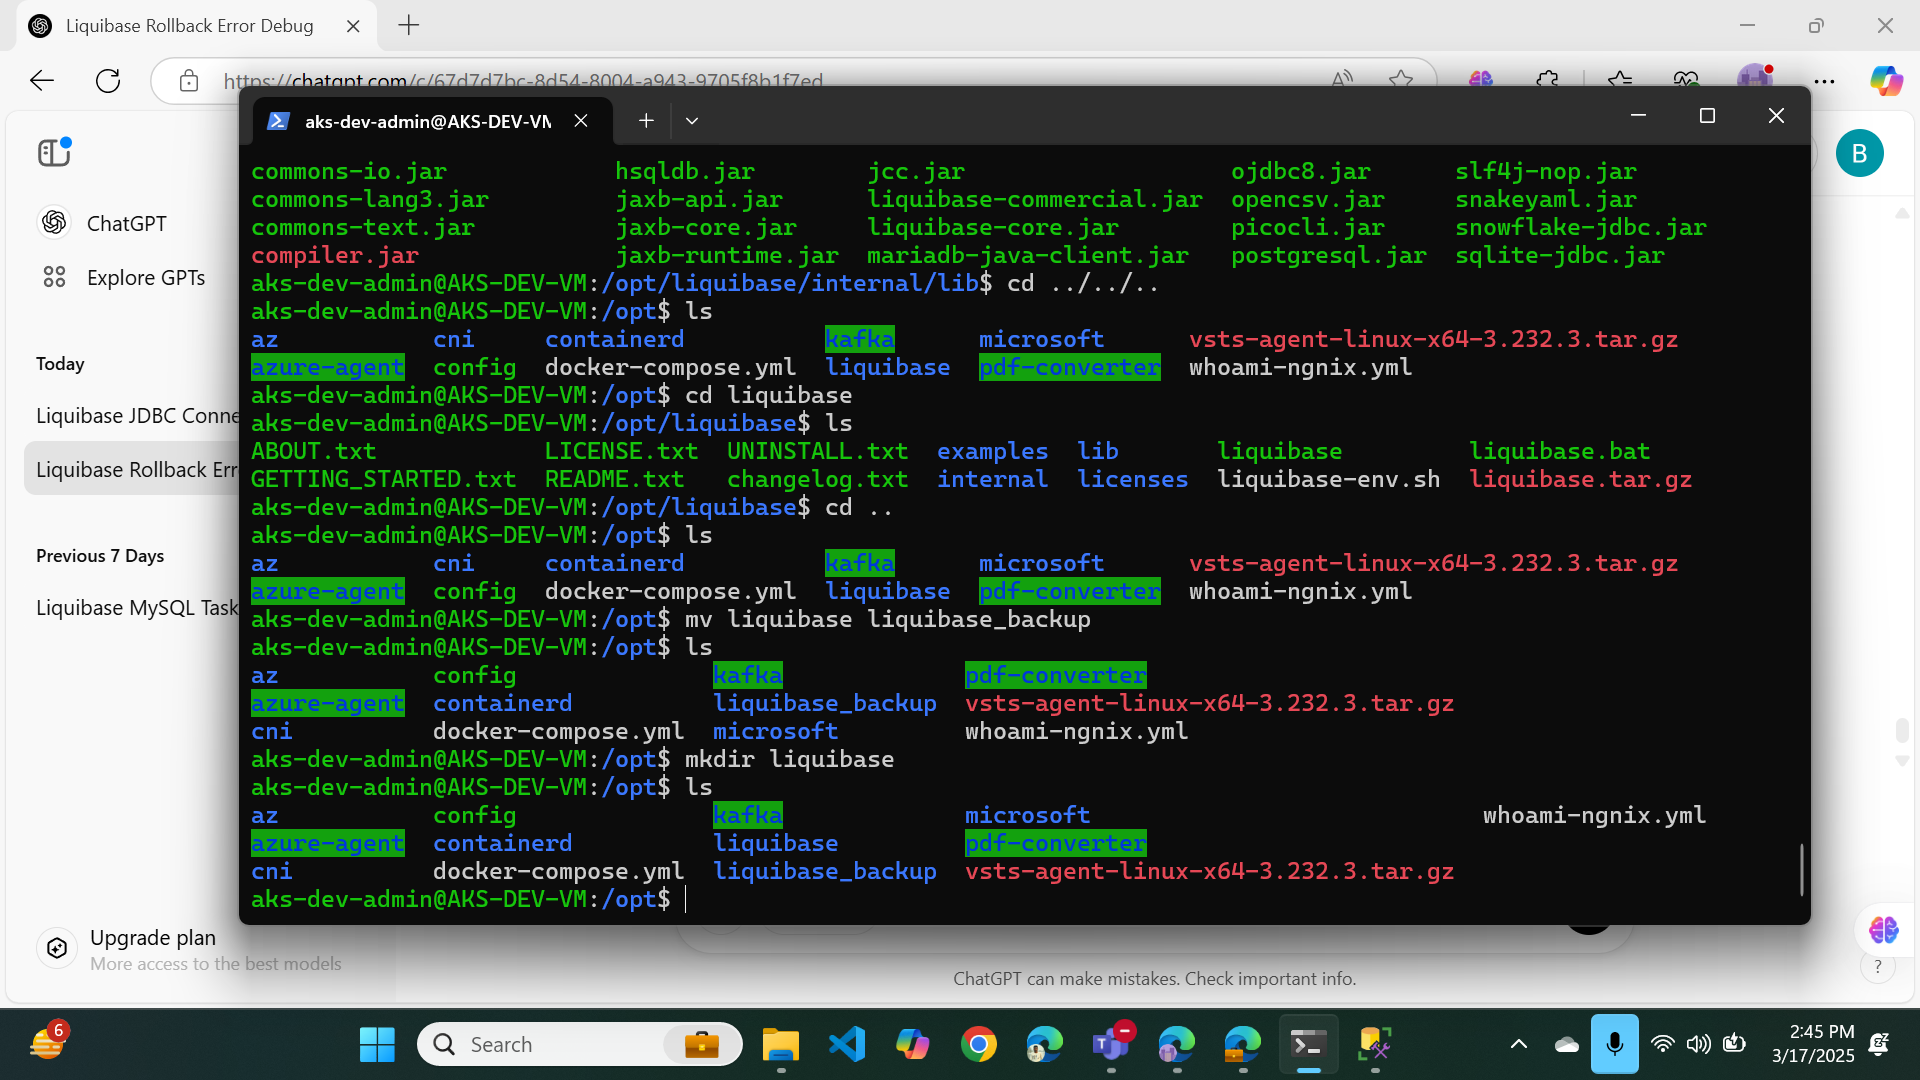 Liquibase Rollback Error Debug
https://chatgpt.com/c/67d7d7bc-8d54-8004-a943-9705f8b1f7ed
aks-dev-admin@AKS-DEV-VM
B
ChatGPT
Explore GPTs
Today
Liquibase JDBC Conne
Liquibase Rollback Err
Previous 7 Days
Liquibase MySQL Task
Upgrade plan
More access to the best models
commons-io.jar hsqldb.jar jcc.jar ojdbc8.jar slf4j-nop.jar
commons-lang3.jar jaxb-api.jar liquibase-commercial.jar opencsv.jar snakeyaml.jar
commons-text.jar jaxb-core.jar liquibase-core.jar picocli.jar snowflake-jdbc.jar
compiler.jar jaxb-runtime.jar mariadb-java-client.jar postgresql.jar sqlite-jdbc.jar
aks-dev-admin@AKS-DEV-VM:/opt/liquibase/internal/lib$ cd ../../..
aks-dev-admin@AKS-DEV-VM:/opt$ ls
az cni containerd kafka microsoft vsts-agent-linux-x64-3.232.3.tar.gz
azure-agent config docker-compose.yml liquibase pdf-converter whoami-ngnix.yml
aks-dev-admin@AKS-DEV-VM:/opt$ cd liquibase
aks-dev-admin@AKS-DEV-VM:/opt/liquibase$ ls
ABOUT.txt LICENSE.txt UNINSTALL.txt examples lib liquibase liquibase.bat
GETTING_STARTED.txt README.txt changelog.txt internal licenses liquibase-env.sh liquibase.tar.gz
aks-dev-admin@AKS-DEV-VM:/opt/liquibase$ cd ..
aks-dev-admin@AKS-DEV-VM:/opt$ ls
az cni containerd kafka microsoft vsts-agent-linux-x64-3.232.3.tar.gz
azure-agent config docker-compose.yml liquibase pdf-converter whoami-ngnix.yml
aks-dev-admin@AKS-DEV-VM:/opt$ mv liquibase liquibase_backup
aks-dev-admin@AKS-DEV-VM:/opt$ ls
az config kafka pdf-converter
azure-agent containerd liquibase_backup vsts-agent-linux-x64-3.232.3.tar.gz
cni docker-compose.yml microsoft whoami-ngnix.yml
aks-dev-admin@AKS-DEV-VM:/opt$ mkdir liquibase
aks-dev-admin@AKS-DEV-VM:/opt$ ls
az config kafka microsoft whoami-ngnix.yml
azure-agent containerd liquibase pdf-converter
cni docker-compose.yml liquibase_backup vsts-agent-linux-x64-3.232.3.tar.gz
aks-dev-admin@AKS-DEV-VM:/opt$
ChatGPT can make mistakes. Check important info.
?
6
Search
2:45 PM
3/17/2025